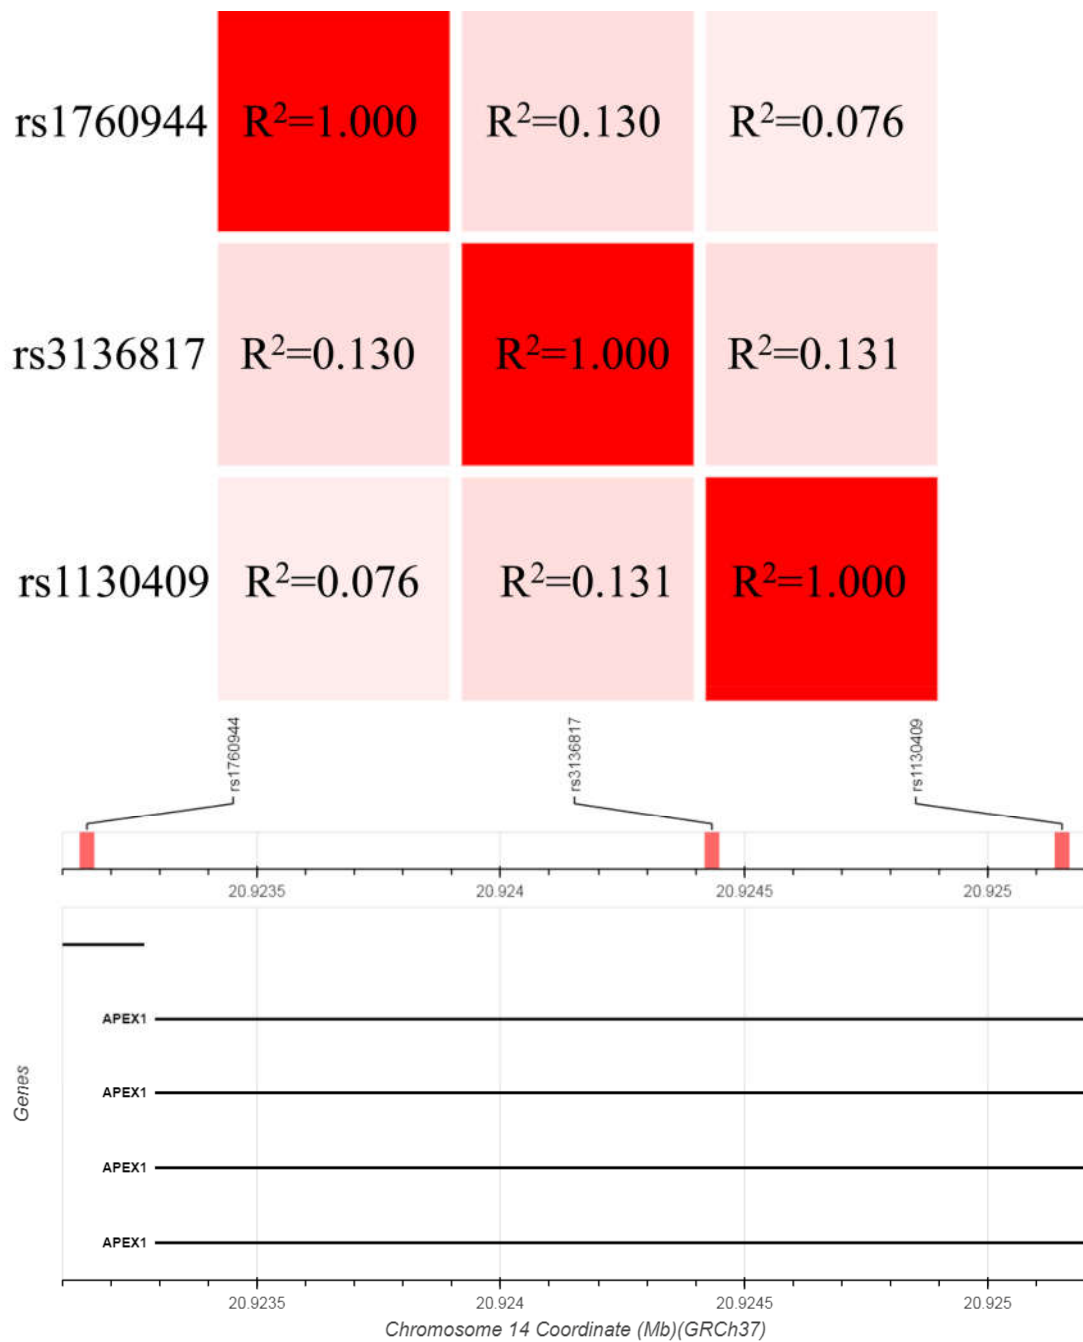 rs1760944 R²=1.000 R²=0.130 R²=0.076
rs3136817 R²=0.130 R²=1.000 R²=0.131
rs1130409 R²=0.076 R²=0.131 R²=1.000
rs1760944 rs3136817 rs1130409
20.9235 20.924 20.9245 20.925
APEX1
APEX1
Genes
APEX1
APEX1
20.9235 20.924 20.9245 20.925
Chromosome 14 Coordinate (Mb)(GRCh37)